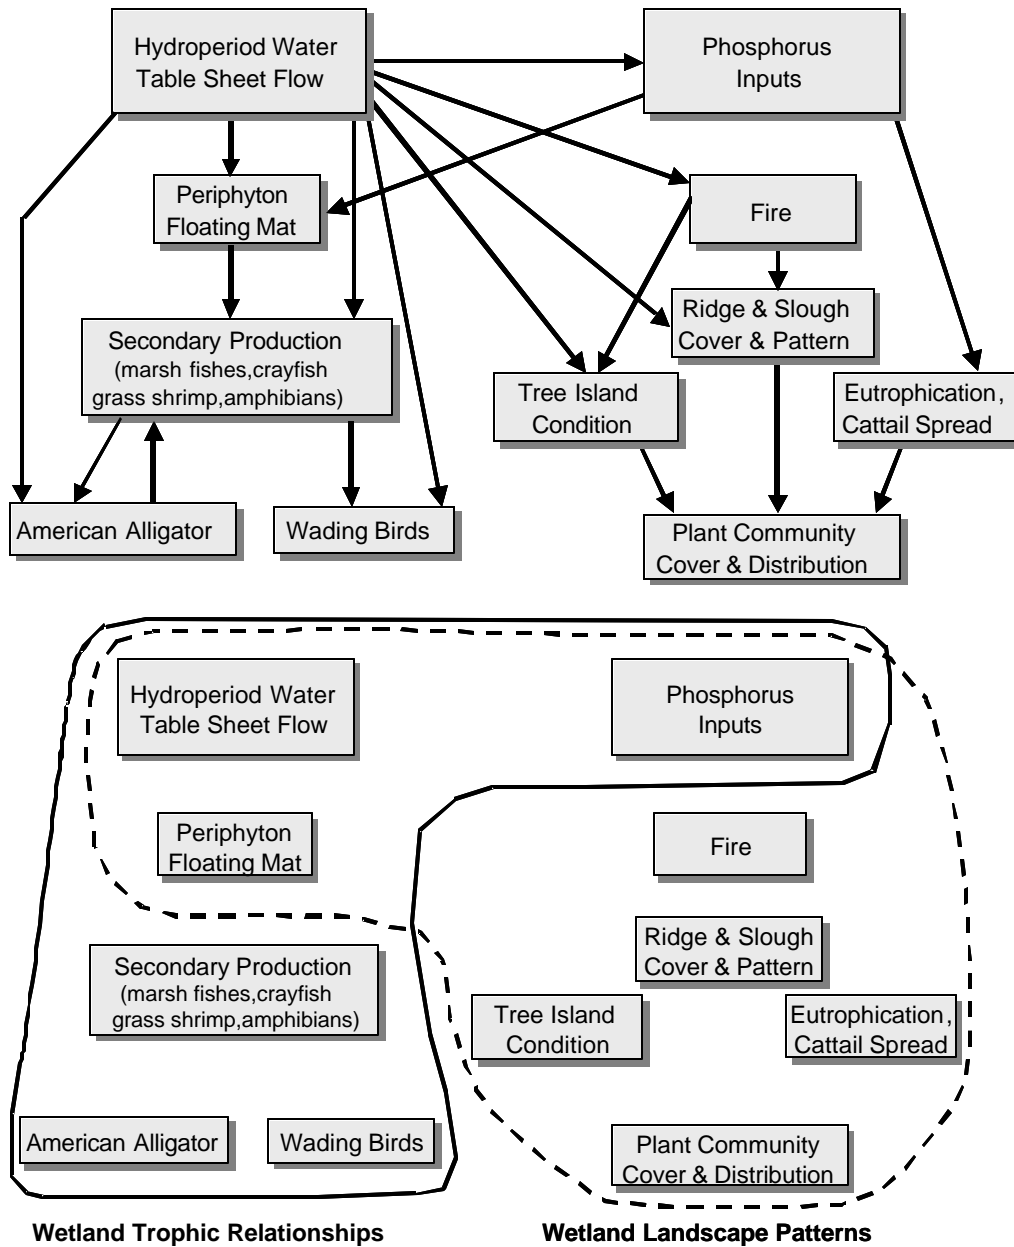 Hydroperiod Water
Table Sheet Flow
Phosphorus
Inputs
Periphyton
Floating Mat
Fire
Ridge & Slough
Cover & Pattern
Secondary Production
(marsh fishes,crayfish
grass shrimp,amphibians)
Tree Island
Condition
Eutrophication,
Cattail Spread
American Alligator
Wading Birds
Plant Community
Cover & Distribution
Hydroperiod Water
Table Sheet Flow
Phosphorus
Inputs
Periphyton
Floating Mat
Fire
Ridge & Slough
Cover & Pattern
Secondary Production
(marsh fishes,crayfish
grass shrimp,amphibians)
Tree Island
Condition
Eutrophication,
Cattail Spread
American Alligator
Wading Birds
Plant Community
Cover & Distribution
Wetland Trophic Relationships
Wetland Landscape Patterns